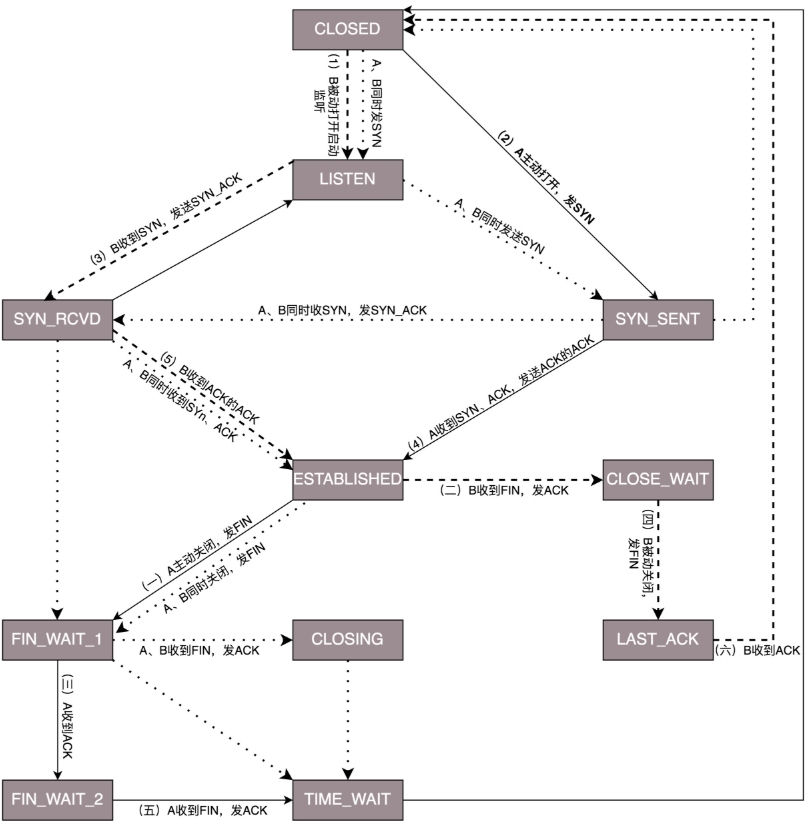 CLOSED
(1) B被动打开启动
监听
A、B同时发SYN
(2) A主动打开，发SYN
LISTEN
(3) B收到SYN，发送SYN_ACK
A、B同时发送SYN
SYN_RCVD
A、B同时收SYN，发SYN_ACK
SYN_SENT
(5) B收到ACK的ACK
A、B同时收到SYn、ACK
(4) A收到SYN、ACK，发送ACK的ACK
ESTABLISHED
(二) B收到FIN，发ACK
CLOSE_WAIT
(一) A主动关闭，发FIN
A、B同时关闭，发FIN
(四) B被动关闭，
发FIN
FIN_WAIT_1
A、B收到FIN，发ACK
CLOSING
LAST_ACK
(六) B收到ACK
(三) A收到ACK
FIN_WAIT_2
(五) A收到FIN，发ACK
TIME_WAIT